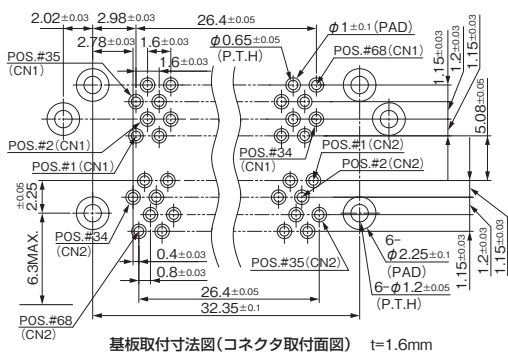 2.02±0.03 2.98±0.03 26.4±0.05
2.78±0.03 1.6±0.03 φ0.65±0.05 (P.T.H) φ1±0.1(PAD)
POS.#35 (CN1)
1.6±0.03
POS.#68(CN1)
1.15±0.03
1.2±0.03
1.15±0.03
5.08±0.05
POS.#2(CN1)
POS.#1(CN1)
POS.#34 (CN1)
POS.#1(CN2)
POS.#2(CN2)
2.25±0.05
6.3MAX.
POS.#34 (CN2)
0.4±0.03
0.8±0.03
POS.#35(CN2)
6-φ2.25±0.1 (PAD)
6-φ1.2±0.05 (P.T.H)
1.15±0.03
1.2±0.03
1.15±0.03
POS.#68 (CN2)
26.4±0.05
32.35±0.1
基板取付寸法図(コネクタ取付面図) t=1.6mm